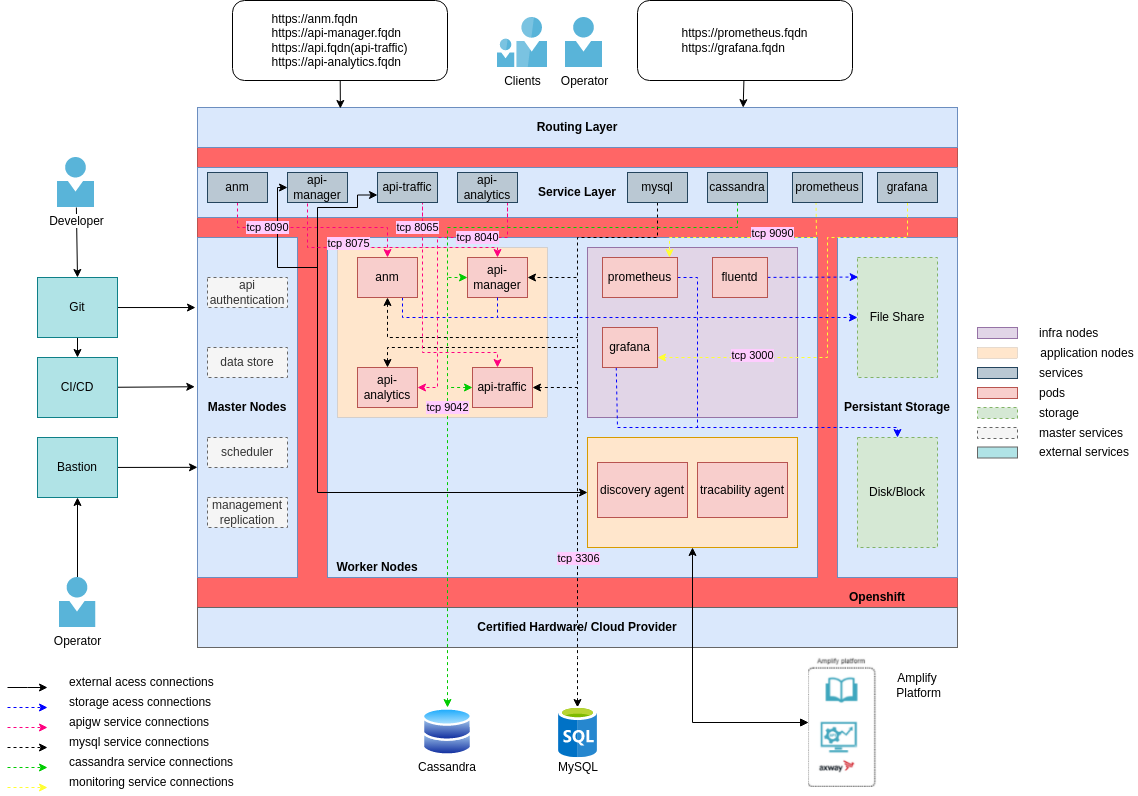 https://anm.fqdn
https://api-manager.fqdn
https://api.fqdn(api-traffic)
https://api-analytics.fqdn
Clients
Operator
https://prometheus.fqdn
https://grafana.fqdn
Routing Layer
Developer
anm
api-
manager
api-traffic
api-
analytics
Service Layer
mysql
cassandra
prometheus
grafana
tcp 8090
tcp 8075
tcp 8065
tcp 8040
tcp 9090
Git
CI/CD
Bastion
Operator
api
authentication
data store
Master Nodes
scheduler
management
replication
anm
api-
manager
api-
analytics
api-traffic
tcp 9042
prometheus
fluentd
grafana
tcp 3000
discovery agent
tracability agent
tcp 3306
Worker Nodes
File Share
Persistant Storage
Disk/Block
Openshift
Certified Hardware/ Cloud Provider
infra nodes
application nodes
services
pods
storage
master services
external services
external acess connections
storage acess connections
apigw service connections
mysql service connections
cassandra service connections
monitoring service connections
Cassandra
SQL
MySQL
Amplify platform
axway
Amplify
Platform